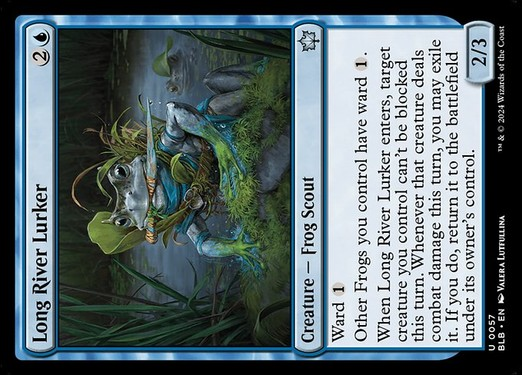 Long River Lurker 2
Creature — Frog Scout
Ward 1
Other Frogs you control have ward 1.
When Long River Lurker enters, target
creature you control can't be blocked
this turn. Whenever that creature deals
combat damage this turn, you may exile
it. If you do, return it to the battlefield
under its owner's control.
2/3
U 0057
BLB • EN VALERA LUTFULLINA
™ & © 2024 Wizards of the Coast